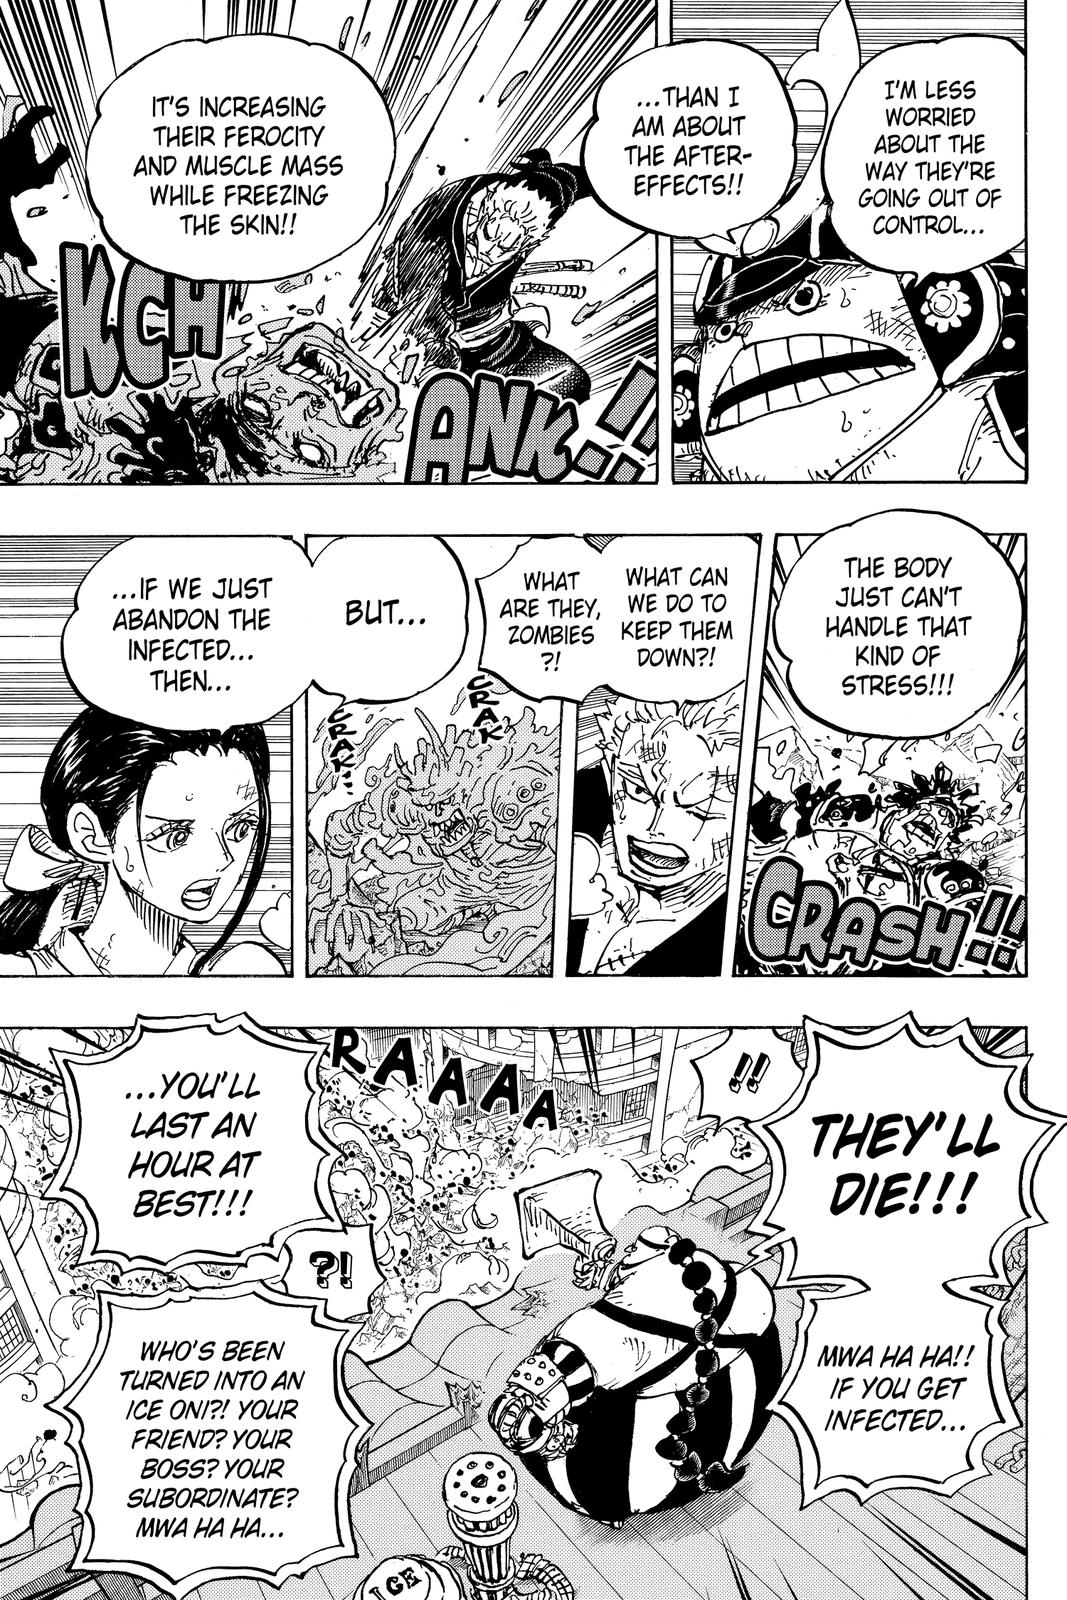 I'M LESS
WORRIED
ABOUT THE
WAY THEY'RE
GOING OUT OF
CONTROL...
...THAN I
AM ABOUT
THE AFTER-
EFFECTS!!
IT'S INCREASING
THEIR FEROCITY
AND MUSCLE MASS
WHILE FREEZING
THE SKIN!!
KCH
ANK!!
THE BODY
JUST CAN'T
HANDLE THAT
KIND OF
STRESS!!!
CRASH!!
WHAT CAN
WE DO TO
KEEP THEM
DOWN?!
WHAT
ARE THEY,
ZOMBIES
?!
CRAK
CRAK...
BUT...
...IF WE JUST
ABANDON THE
INFECTED...
THEN...
THEY'LL
DIE!!!
!!
MWA HA HA!!
IF YOU GET
INFECTED...
RAAAA
...YOU'LL
LAST AN
HOUR AT
BEST!!!
?!
WHO'S BEEN
TURNED INTO AN
ICE ONI?! YOUR
FRIEND? YOUR
BOSS? YOUR
SUBORDINATE?
MWA HA HA...
ICE